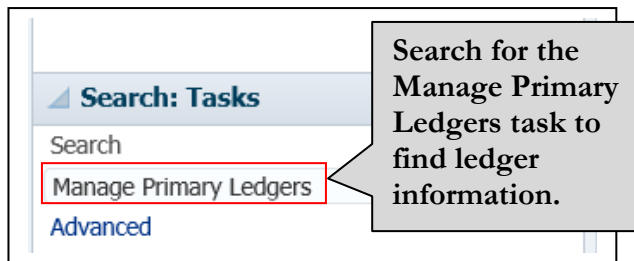 Search: Tasks
Search
Manage Primary Ledgers
Advanced
Search for the
Manage Primary
Ledgers task to
find ledger
information.